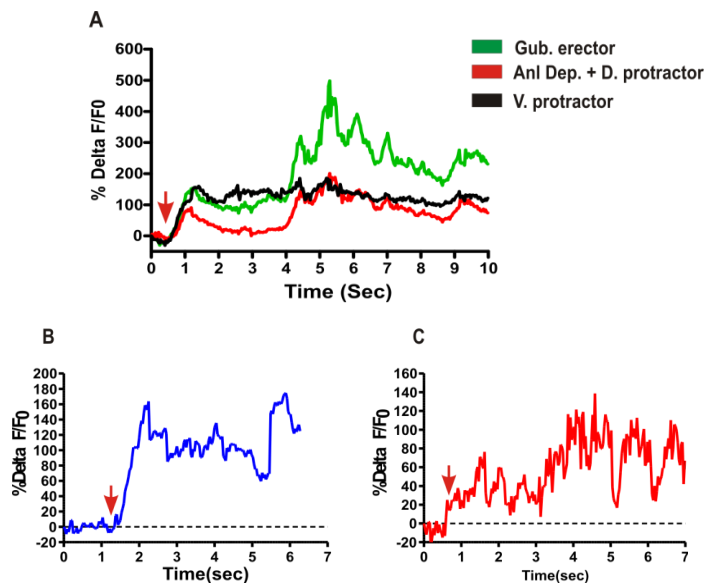 A
Gub. erector
Anl Dep. + D. protractor
V. protractor
% Delta F/F0
600
500
400
300
200
100
0
0 1 2 3 4 5 6 7 8 9 10
Time (Sec)
B
%Delta F/F0
200
180
160
140
120
100
80
60
40
20
0
-20
0 1 2 3 4 5 6 7
Time(sec)
C
%Delta F/F0
160
140
120
100
80
60
40
20
0
-20
0 1 2 3 4 5 6 7
Time(sec)